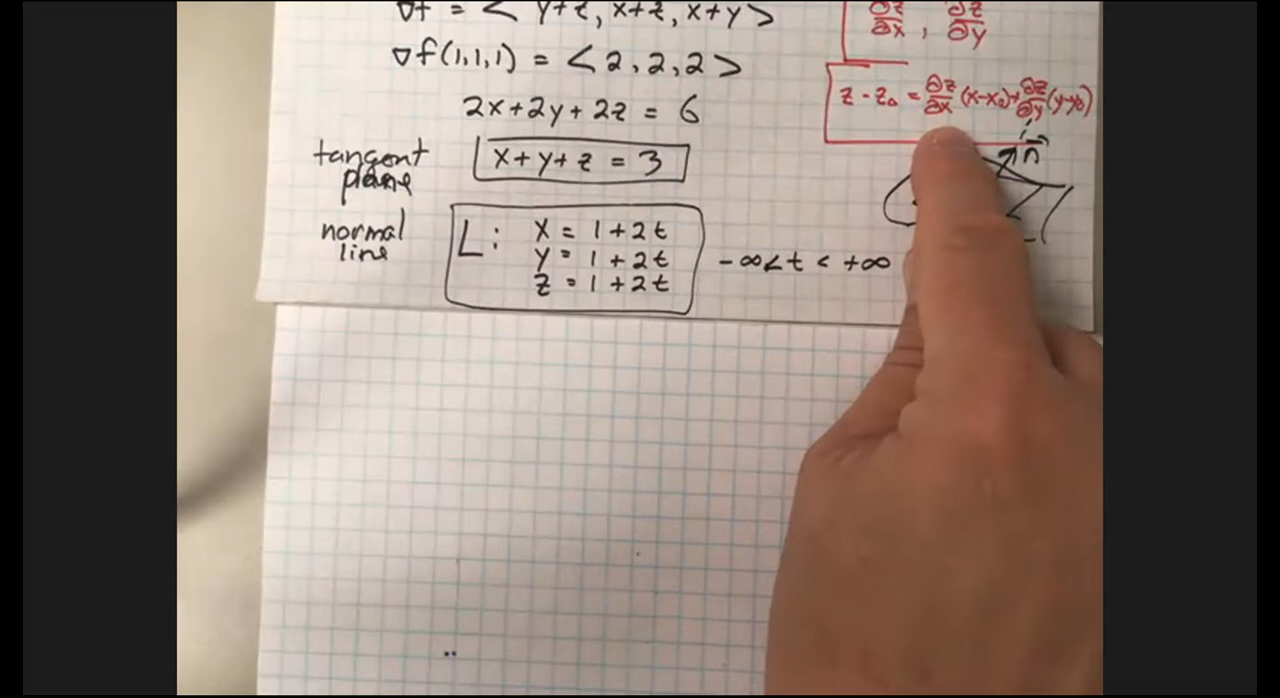 ∇f = < y+z, x+z, x+y >
∇f(1,1,1) = < 2, 2, 2 >
2x+2y+2z = 6
tangent plane
x+y+z = 3
normal line
L: x = 1+2t
y = 1+2t
z = 1+2t
-∞<t<+∞
∂z/∂x , ∂z/∂y
z-z₀ = ∂z/∂x (x-x₀)+∂z/∂y (y-y₀)
n